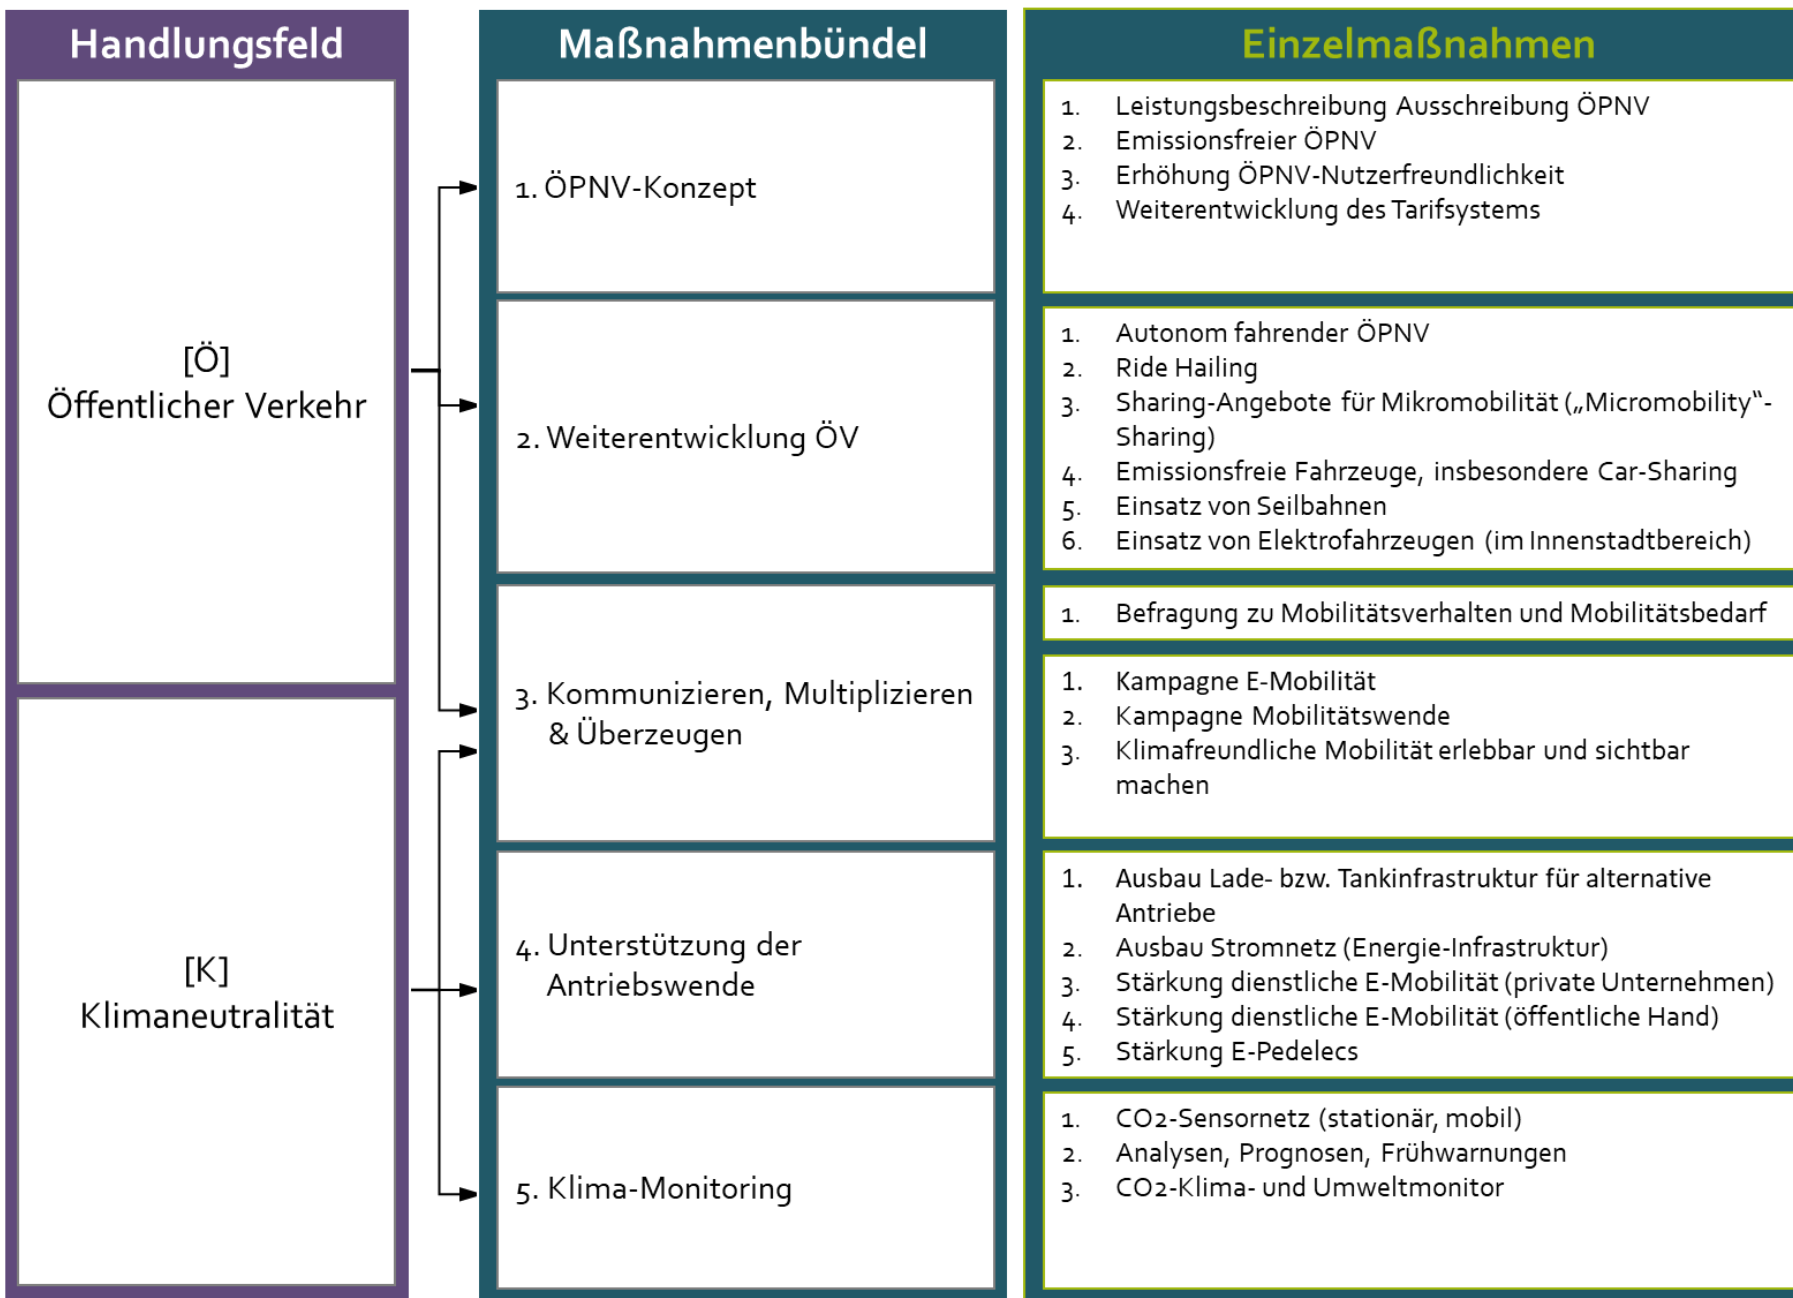 Handlungsfeld
Maßnahmenbündel
Einzelmaßnahmen
[Ö]
Öffentlicher Verkehr
[K]
Klimaneutralität
1. ÖPNV-Konzept
2. Weiterentwicklung ÖV
3. Kommunizieren, Multiplizieren
& Überzeugen
4. Unterstützung der
Antriebswende
5. Klima-Monitoring
1. Leistungsbeschreibung Ausschreibung ÖPNV
2. Emissionsfreier ÖPNV
3. Erhöhung ÖPNV-Nutzerfreundlichkeit
4. Weiterentwicklung des Tarifsystems
1. Autonom fahrender ÖPNV
2. Ride Hailing
3. Sharing-Angebote für Mikromobilität („Micromobility“-
Sharing)
4. Emissionsfreie Fahrzeuge, insbesondere Car-Sharing
5. Einsatz von Seilbahnen
6. Einsatz von Elektrofahrzeugen (im Innenstadtbereich)
1. Befragung zu Mobilitätsverhalten und Mobilitätsbedarf
1. Kampagne E-Mobilität
2. Kampagne Mobilitätswende
3. Klimafreundliche Mobilität erlebbar und sichtbar
machen
1. Ausbau Lade- bzw. Tankinfrastruktur für alternative
Antriebe
2. Ausbau Stromnetz (Energie-Infrastruktur)
3. Stärkung dienstliche E-Mobilität (private Unternehmen)
4. Stärkung dienstliche E-Mobilität (öffentliche Hand)
5. Stärkung E-Pedelecs
1. CO2-Sensornetz (stationär, mobil)
2. Analysen, Prognosen, Frühwarnungen
3. CO2-Klima- und Umweltmonitor